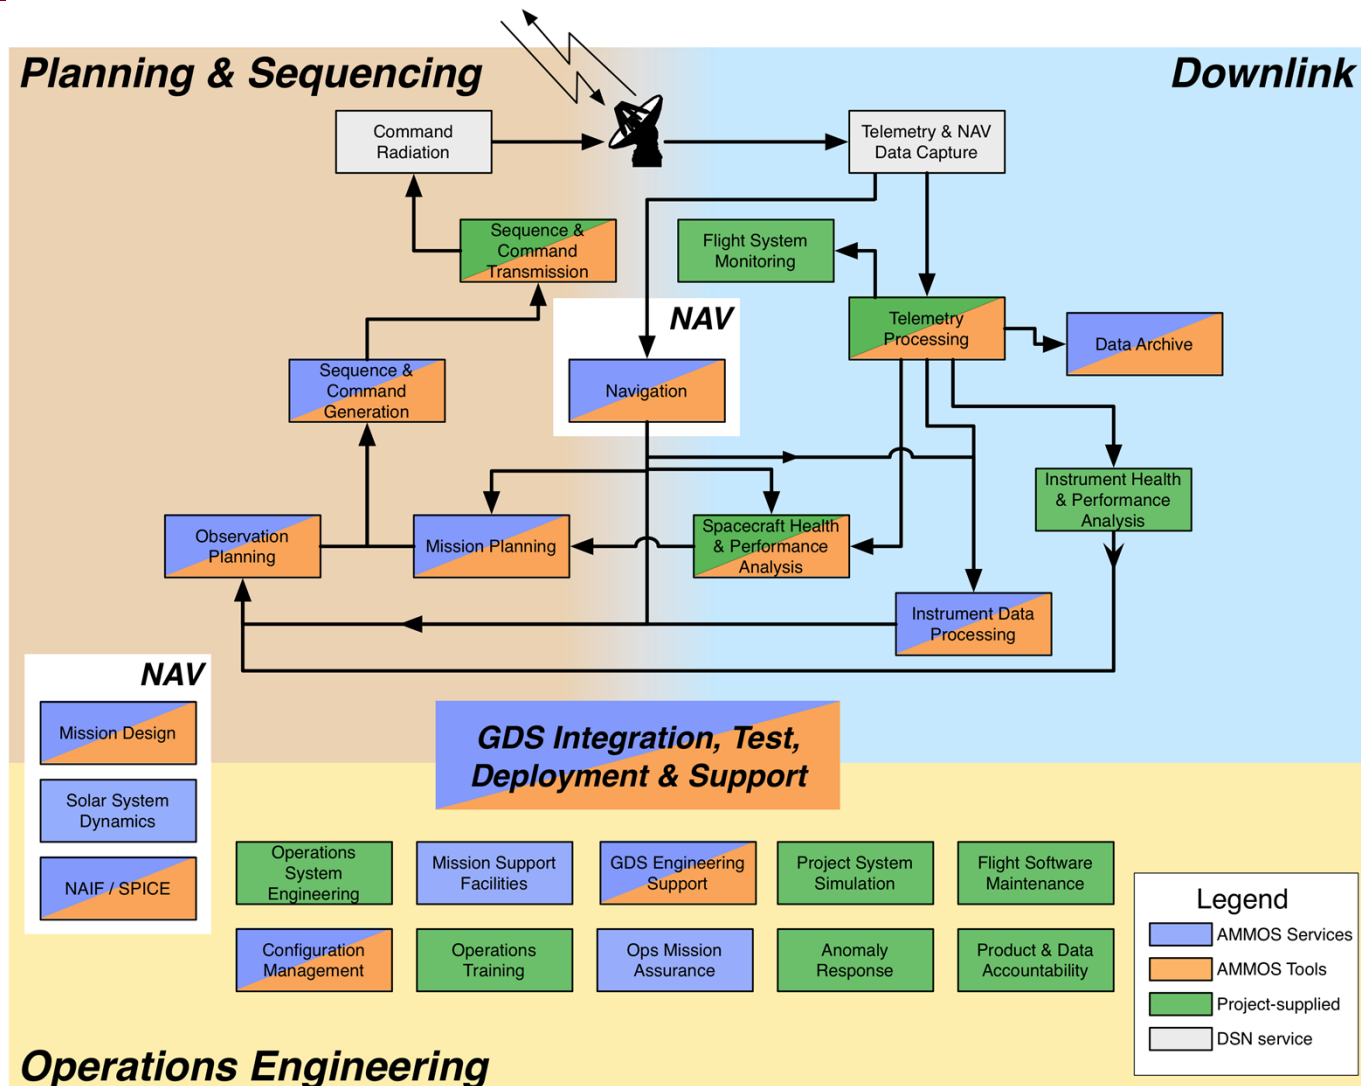 Planning & Sequencing
Downlink
Command
Radiation
Telemetry & NAV
Data Capture
Sequence &
Command
Transmission
Flight System
Monitoring
NAV
Telemetry
Processing
Data Archive
Sequence &
Command
Generation
Navigation
Instrument Health
& Performance
Analysis
Observation
Planning
Mission Planning
Spacecraft Health
& Performance
Analysis
Instrument Data
Processing
NAV
Mission Design
Solar System
Dynamics
NAIF / SPICE
GDS Integration, Test,
Deployment & Support
Operations
System
Engineering
Mission Support
Facilities
GDS Engineering
Support
Project System
Simulation
Flight Software
Maintenance
Configuration
Management
Operations
Training
Ops Mission
Assurance
Anomaly
Response
Product & Data
Accountability
Legend
AMMOS Services
AMMOS Tools
Project-supplied
DSN service
Operations Engineering